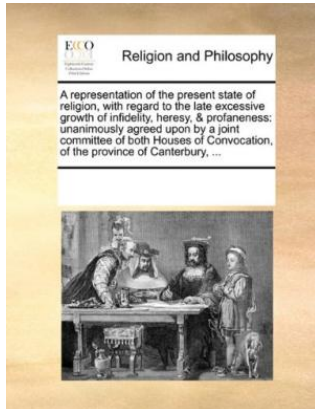 ECCO
Religion and Philosophy
A representation of the present state of
religion, with regard to the late excessive
growth of infidelity, heresy, & profaneness:
unanimously agreed upon by a joint
committee of both Houses of Convocation,
of the province of Canterbury, ...